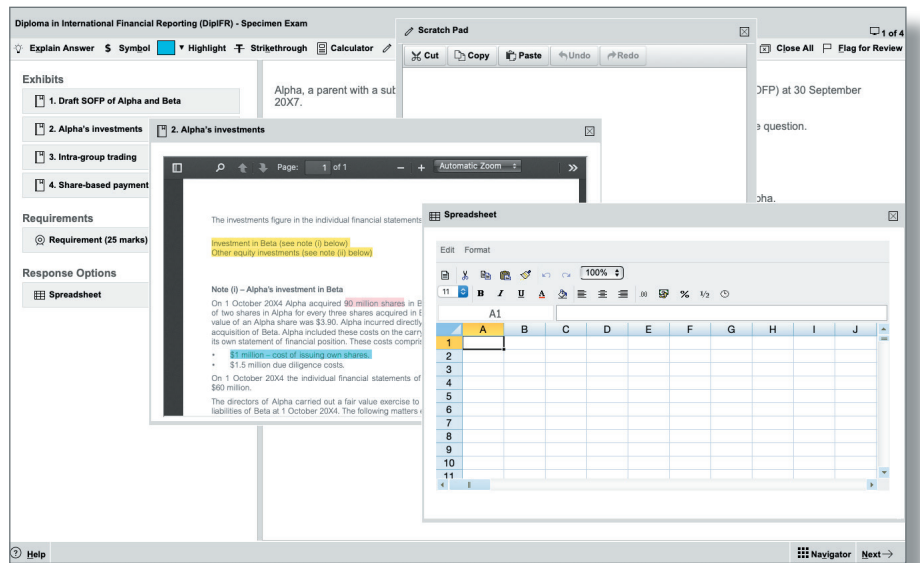 Diploma in International Financial Reporting (DipIFR) - Specimen Exam
1 of 4
Explain Answer $ Symbol Highlight Strikethrough Calculator
Close All Flag for Review
Scratch Pad
Cut Copy Paste Undo Redo
Exhibits
1. Draft SOFP of Alpha and Beta
2. Alpha's investments
3. Intra-group trading
4. Share-based payment
Requirements
Requirement (25 marks)
Response Options
Spreadsheet
Alpha, a parent with a sub
OFP) at 30 September
20X7.
e question.
pha.
2. Alpha's investments
Page: 1 of 1 − + Automatic Zoom
The investments figure in the individual financial statements
Investment in Beta (see note (i) below)
Other equity investments (see note (ii) below)
Note (i) – Alpha's investment in Beta
On 1 October 20X4 Alpha acquired 90 million shares in B
of two shares in Alpha for every three shares acquired in B
value of an Alpha share was $3.90. Alpha incurred directly
acquisition of Beta. Alpha included these costs on the carry
its own statement of financial position. These costs compris
• $1 million – cost of issuing own shares.
• $1.5 million due diligence costs.
On 1 October 20X4 the individual financial statements of
$60 million.
The directors of Alpha carried out a fair value exercise to
liabilities of Beta at 1 October 20X4. The following matters
Spreadsheet
Edit Format
100%
11 B I U A .00 % 1/2
A1
A B C D E F G H I J
1
2
3
4
5
6
7
8
9
10
11
Help
Navigator Next